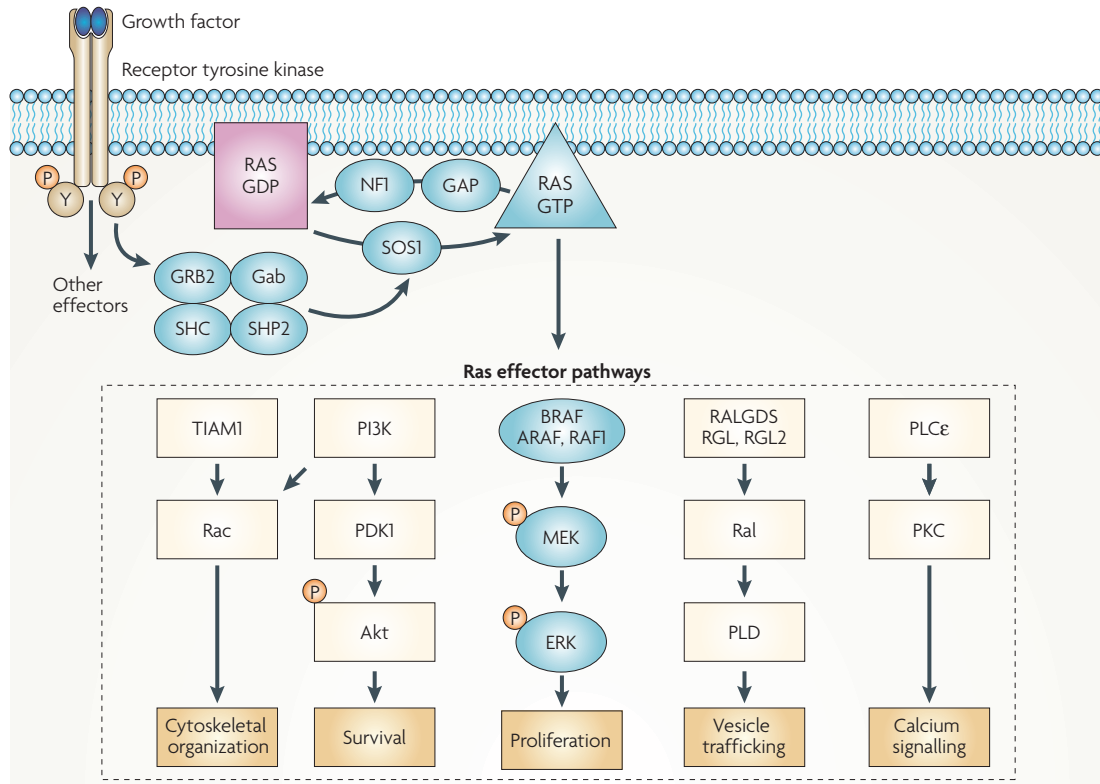 Growth factor
Receptor tyrosine kinase
RAS
GDP
NF1
GAP
RAS
GTP
P
Y
Y
P
SOS1
Other
effectors
GRB2
Gab
SHC
SHP2
Ras effector pathways
TIAM1
PI3K
BRAF
ARAF, RAF1
RALGDS
RGL, RGL2
PLCε
Rac
PDK1
P
MEK
Ral
PKC
P
Akt
P
ERK
PLD
Cytoskeletal
organization
Survival
Proliferation
Vesicle
trafficking
Calcium
signalling